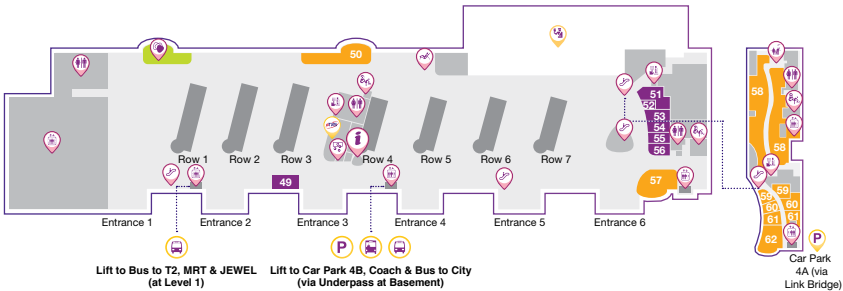 50
51
52
53
54
55
56
58
58
Row 1
Row 2
Row 3
Row 4
Row 5
Row 6
Row 7
49
57
59
59
60
60
61
61
62
Entrance 1
Entrance 2
Entrance 3
Entrance 4
Entrance 5
Entrance 6
P
P
Lift to Bus to T2, MRT & JEWEL
(at Level 1)
Lift to Car Park 4B, Coach & Bus to City
(via Underpass at Basement)
Car Park
4A (via
Link Bridge)